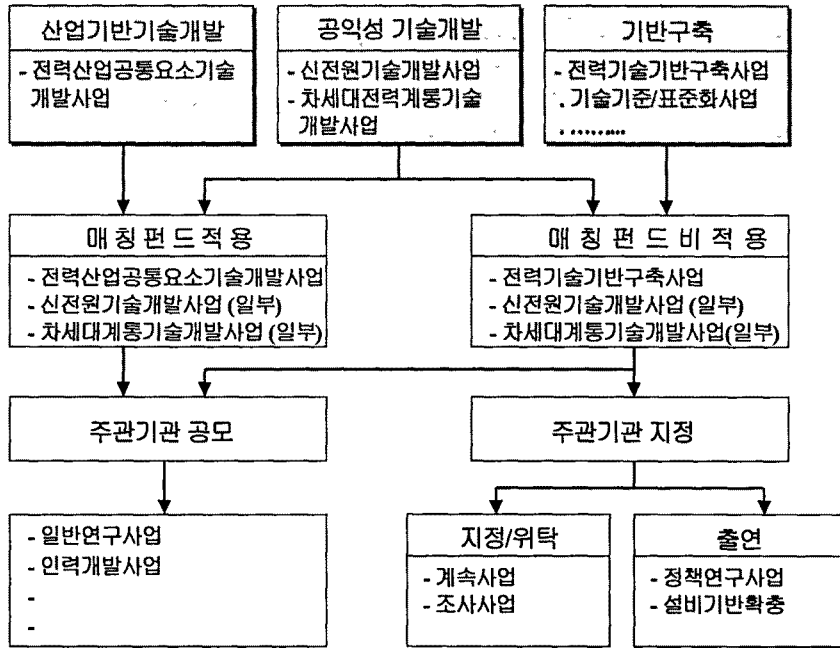 산업기반기술개발
- 전력산업공통요소기술
개발사업
공익성 기술개발
- 신전원기술개발사업
- 차세대전력계통기술
개발사업
기반구축
- 전력기술기반구축사업
. 기술기준/표준화사업
. .........
매 칭 펀 드 적 용
- 전력산업공통요소기술개발사업
- 신전원기술개발사업 (일부)
- 차세대계통기술개발사업 (일부)
매 칭 펀 드 비 적 용
- 전력기술기반구축사업
- 신전원기술개발사업 (일부)
- 차세대계통기술개발사업(일부)
주관기관 공모
주관기관 지정
- 일반연구사업
- 인력개발사업
-
-
지정/위탁
- 계속사업
- 조사사업
출연
- 정책연구사업
- 설비기반확충